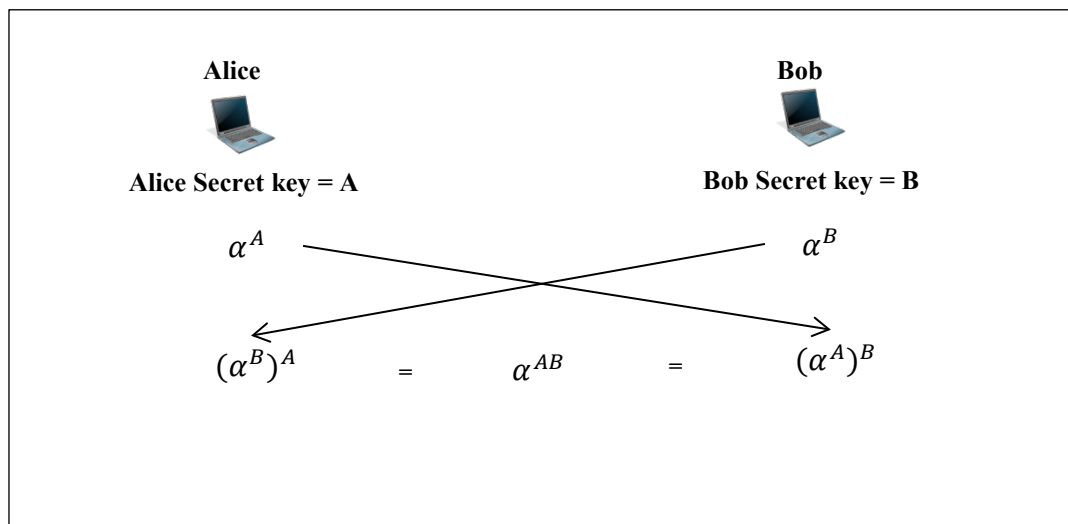 Alice Bob
Alice Secret key = A Bob Secret key = B
𝛼^𝐴 𝛼^𝐵
(𝛼^𝐵)^𝐴 = 𝛼^{𝐴𝐵} = (𝛼^𝐴)^𝐵